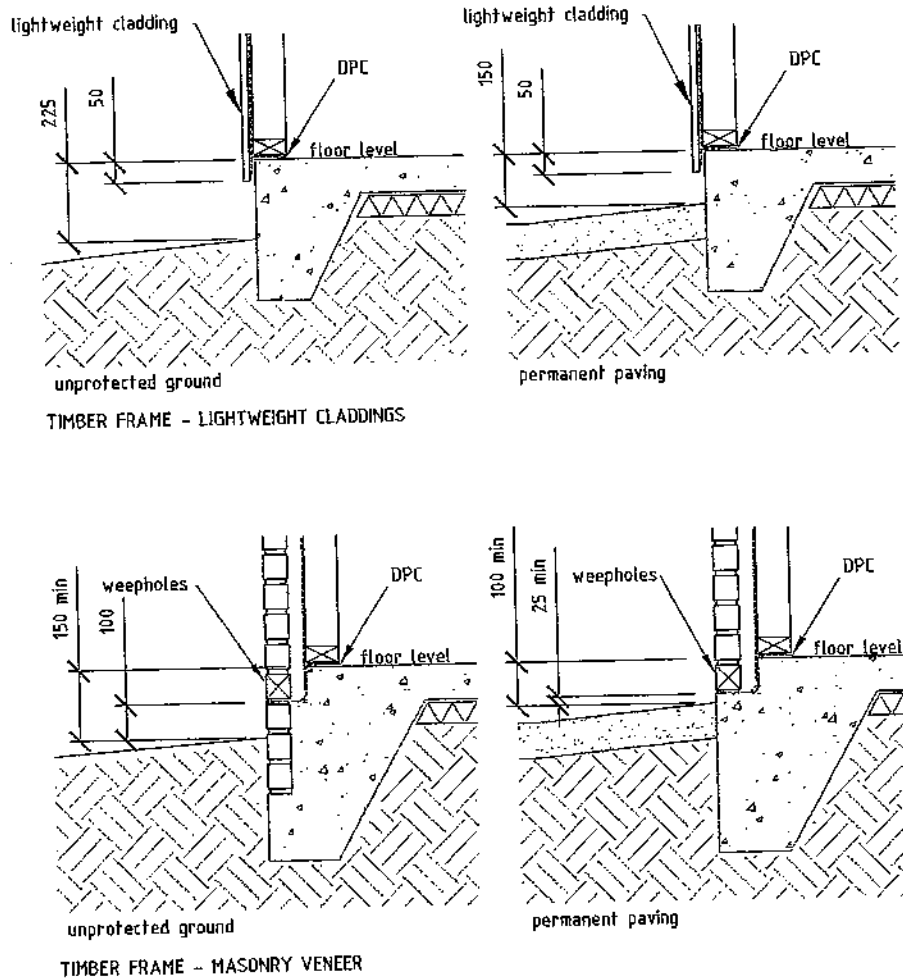 lightweight cladding
DPC
225
50
floor level
unprotected ground
lightweight cladding
DPC
150
50
floor level
permanent paving
TIMBER FRAME - LIGHTWEIGHT CLADDINGS
weepholes
DPC
150 min
100
floor level
unprotected ground
weepholes
DPC
100 min
25 min
floor level
permanent paving
TIMBER FRAME - MASONRY VENEER